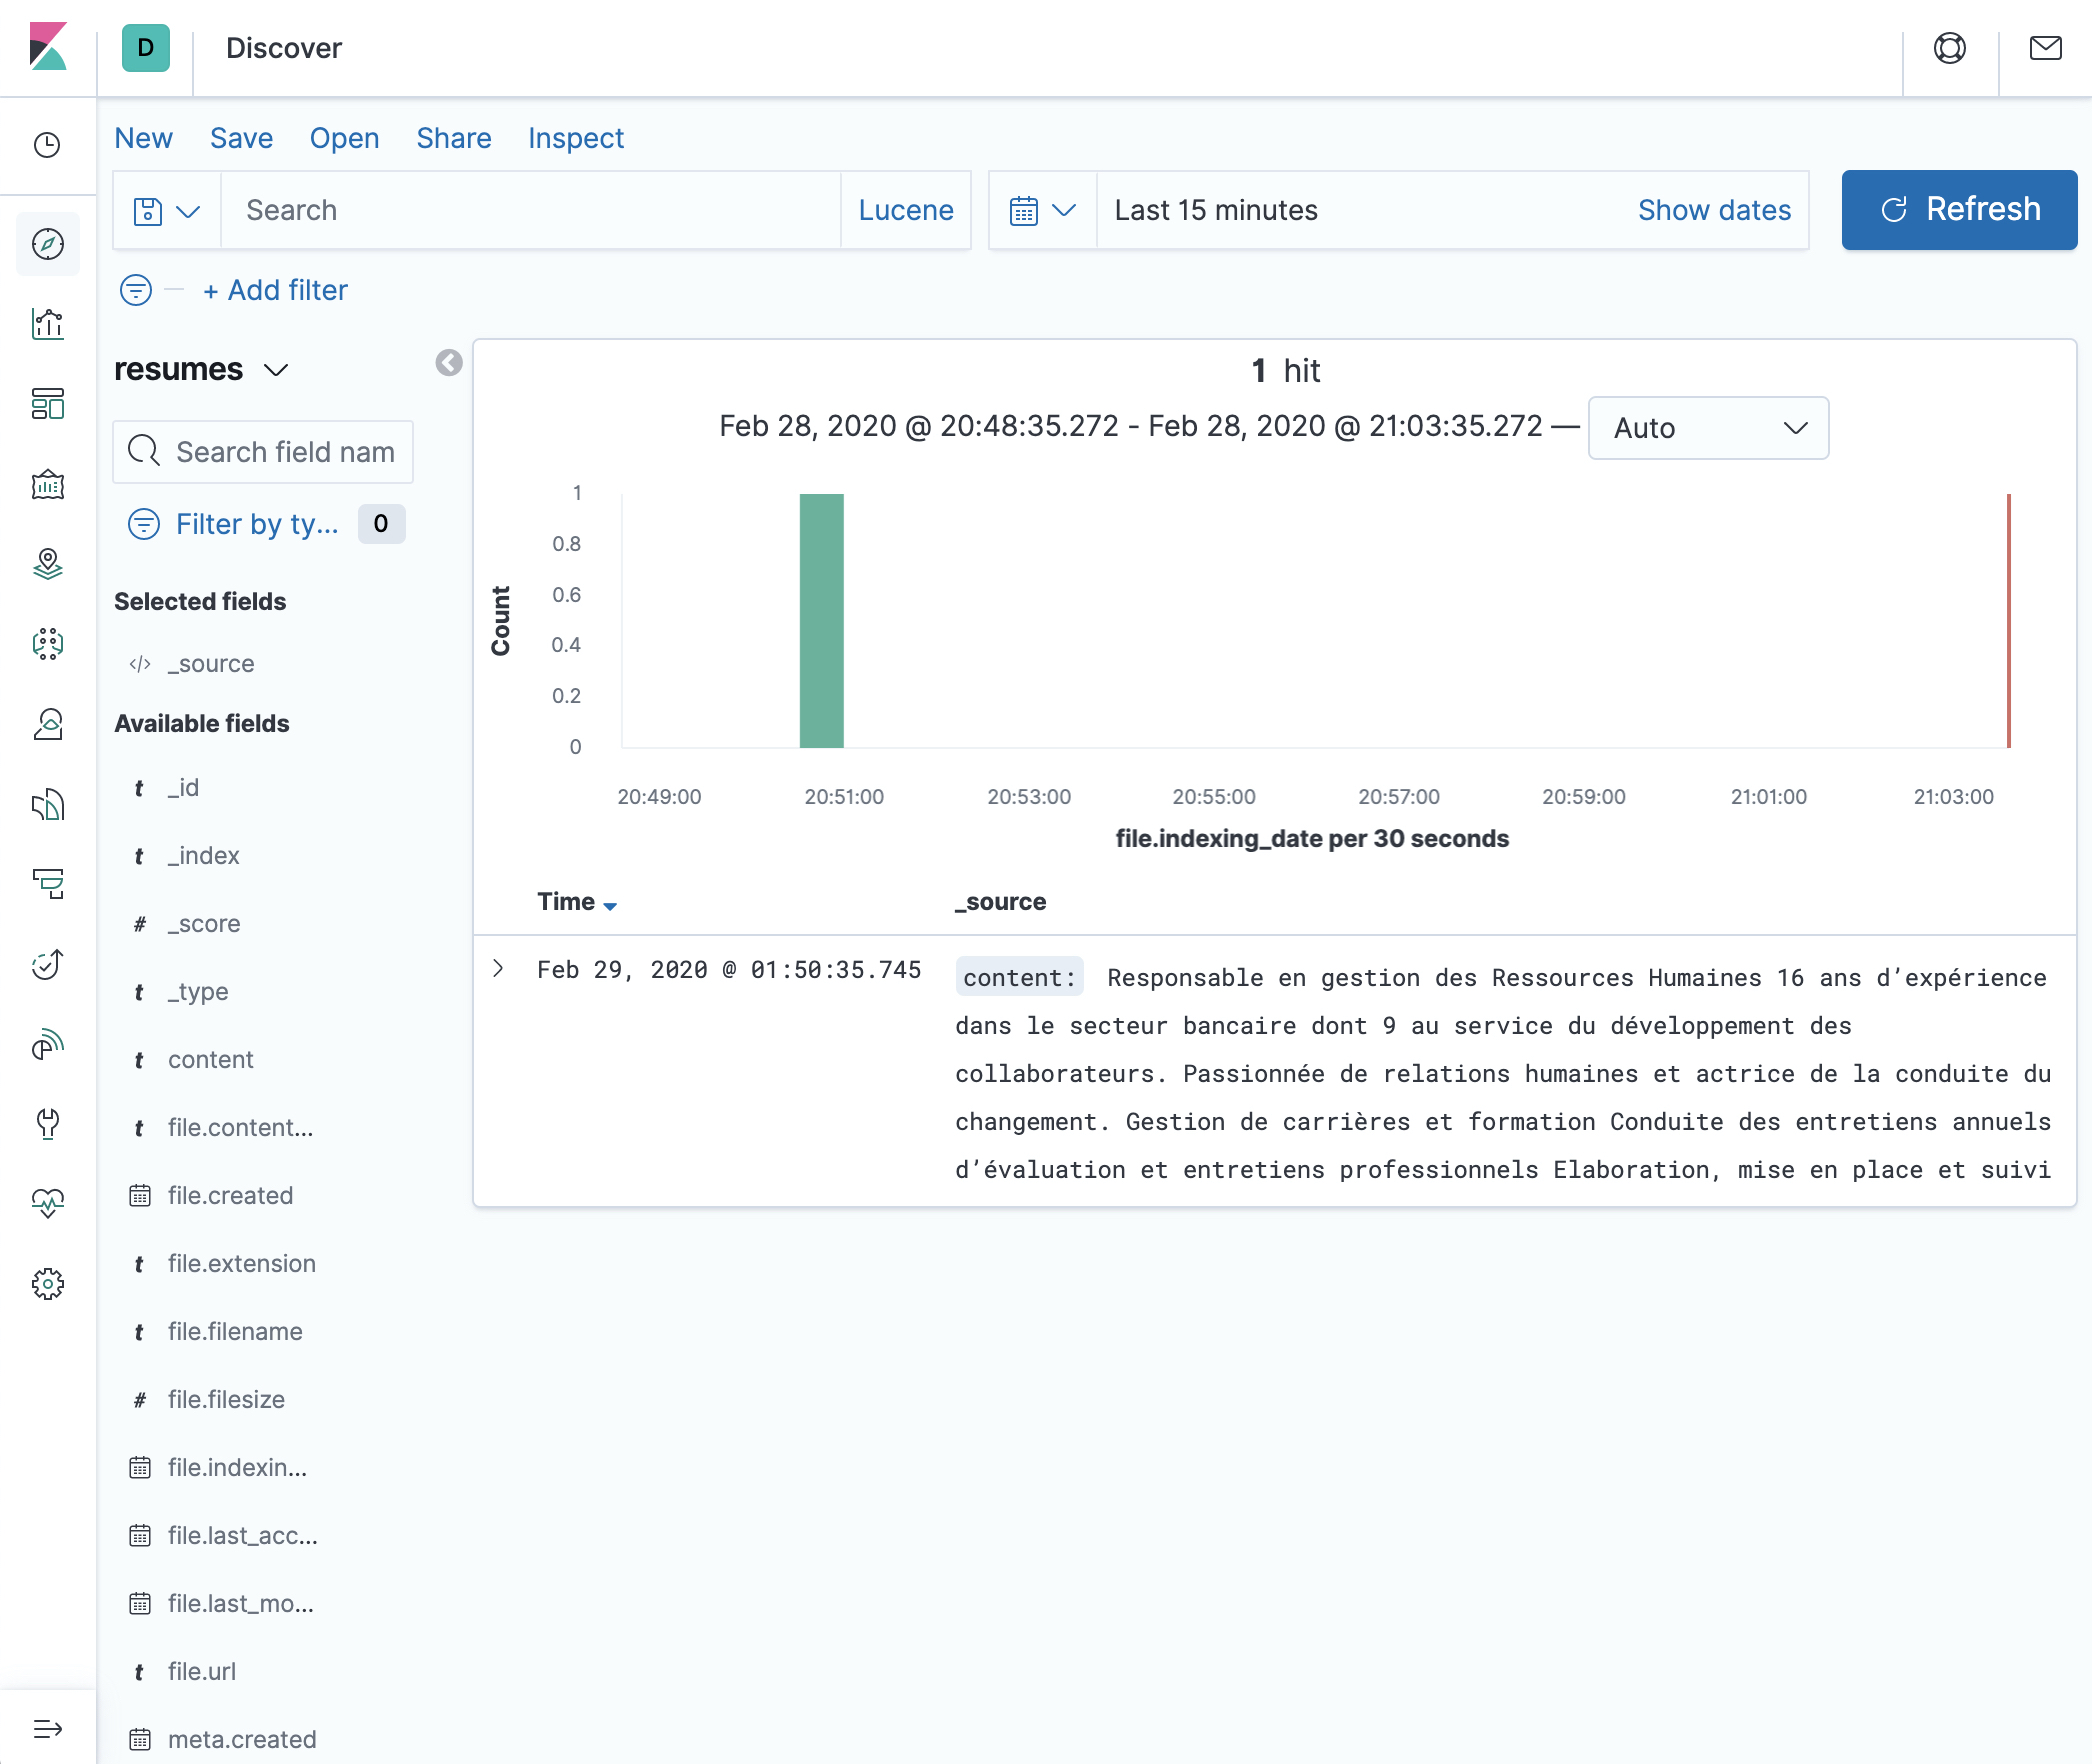 D
Discover
New Save Open Share Inspect
Search
Lucene
Last 15 minutes
Show dates
Refresh
+ Add filter
resumes
Search field nam
Filter by ty... 0
Selected fields
_source
Available fields
t _id
t _index
# _score
t _type
t content
t file.content...
file.created
t file.extension
t file.filename
# file.filesize
file.indexin...
file.last_acc...
file.last_mo...
t file.url
meta.created
1 hit
Feb 28, 2020 @ 20:48:35.272 - Feb 28, 2020 @ 21:03:35.272 — Auto
Count
1
0.8
0.6
0.4
0.2
0
20:49:00 20:51:00 20:53:00 20:55:00 20:57:00 20:59:00 21:01:00 21:03:00
file.indexing_date per 30 seconds
Time _source
Feb 29, 2020 @ 01:50:35.745
content: Responsable en gestion des Ressources Humaines 16 ans d’expérience
dans le secteur bancaire dont 9 au service du développement des
collaborateurs. Passionnée de relations humaines et actrice de la conduite du
changement. Gestion de carrières et formation Conduite des entretiens annuels
d’évaluation et entretiens professionnels Elaboration, mise en place et suivi